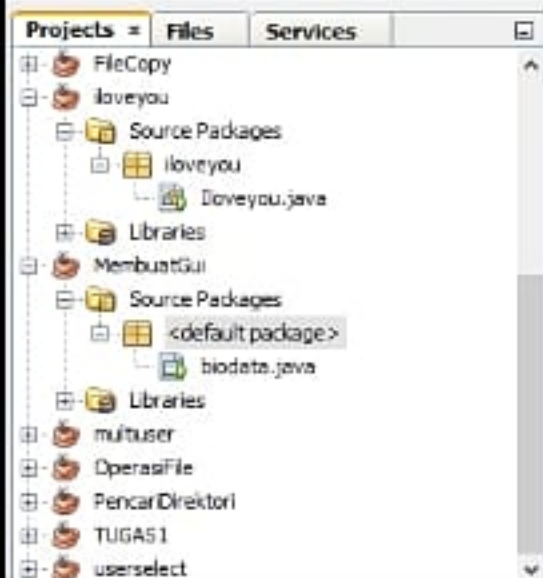 Projects Files Services
FileCopy
iloveyou
Source Packages
iloveyou
Iloveyou.java
Libraries
MembuatGui
Source Packages
<default package>
biodata.java
Libraries
multiuser
OperasiFile
PencariDirektori
TUGAS1
userselect